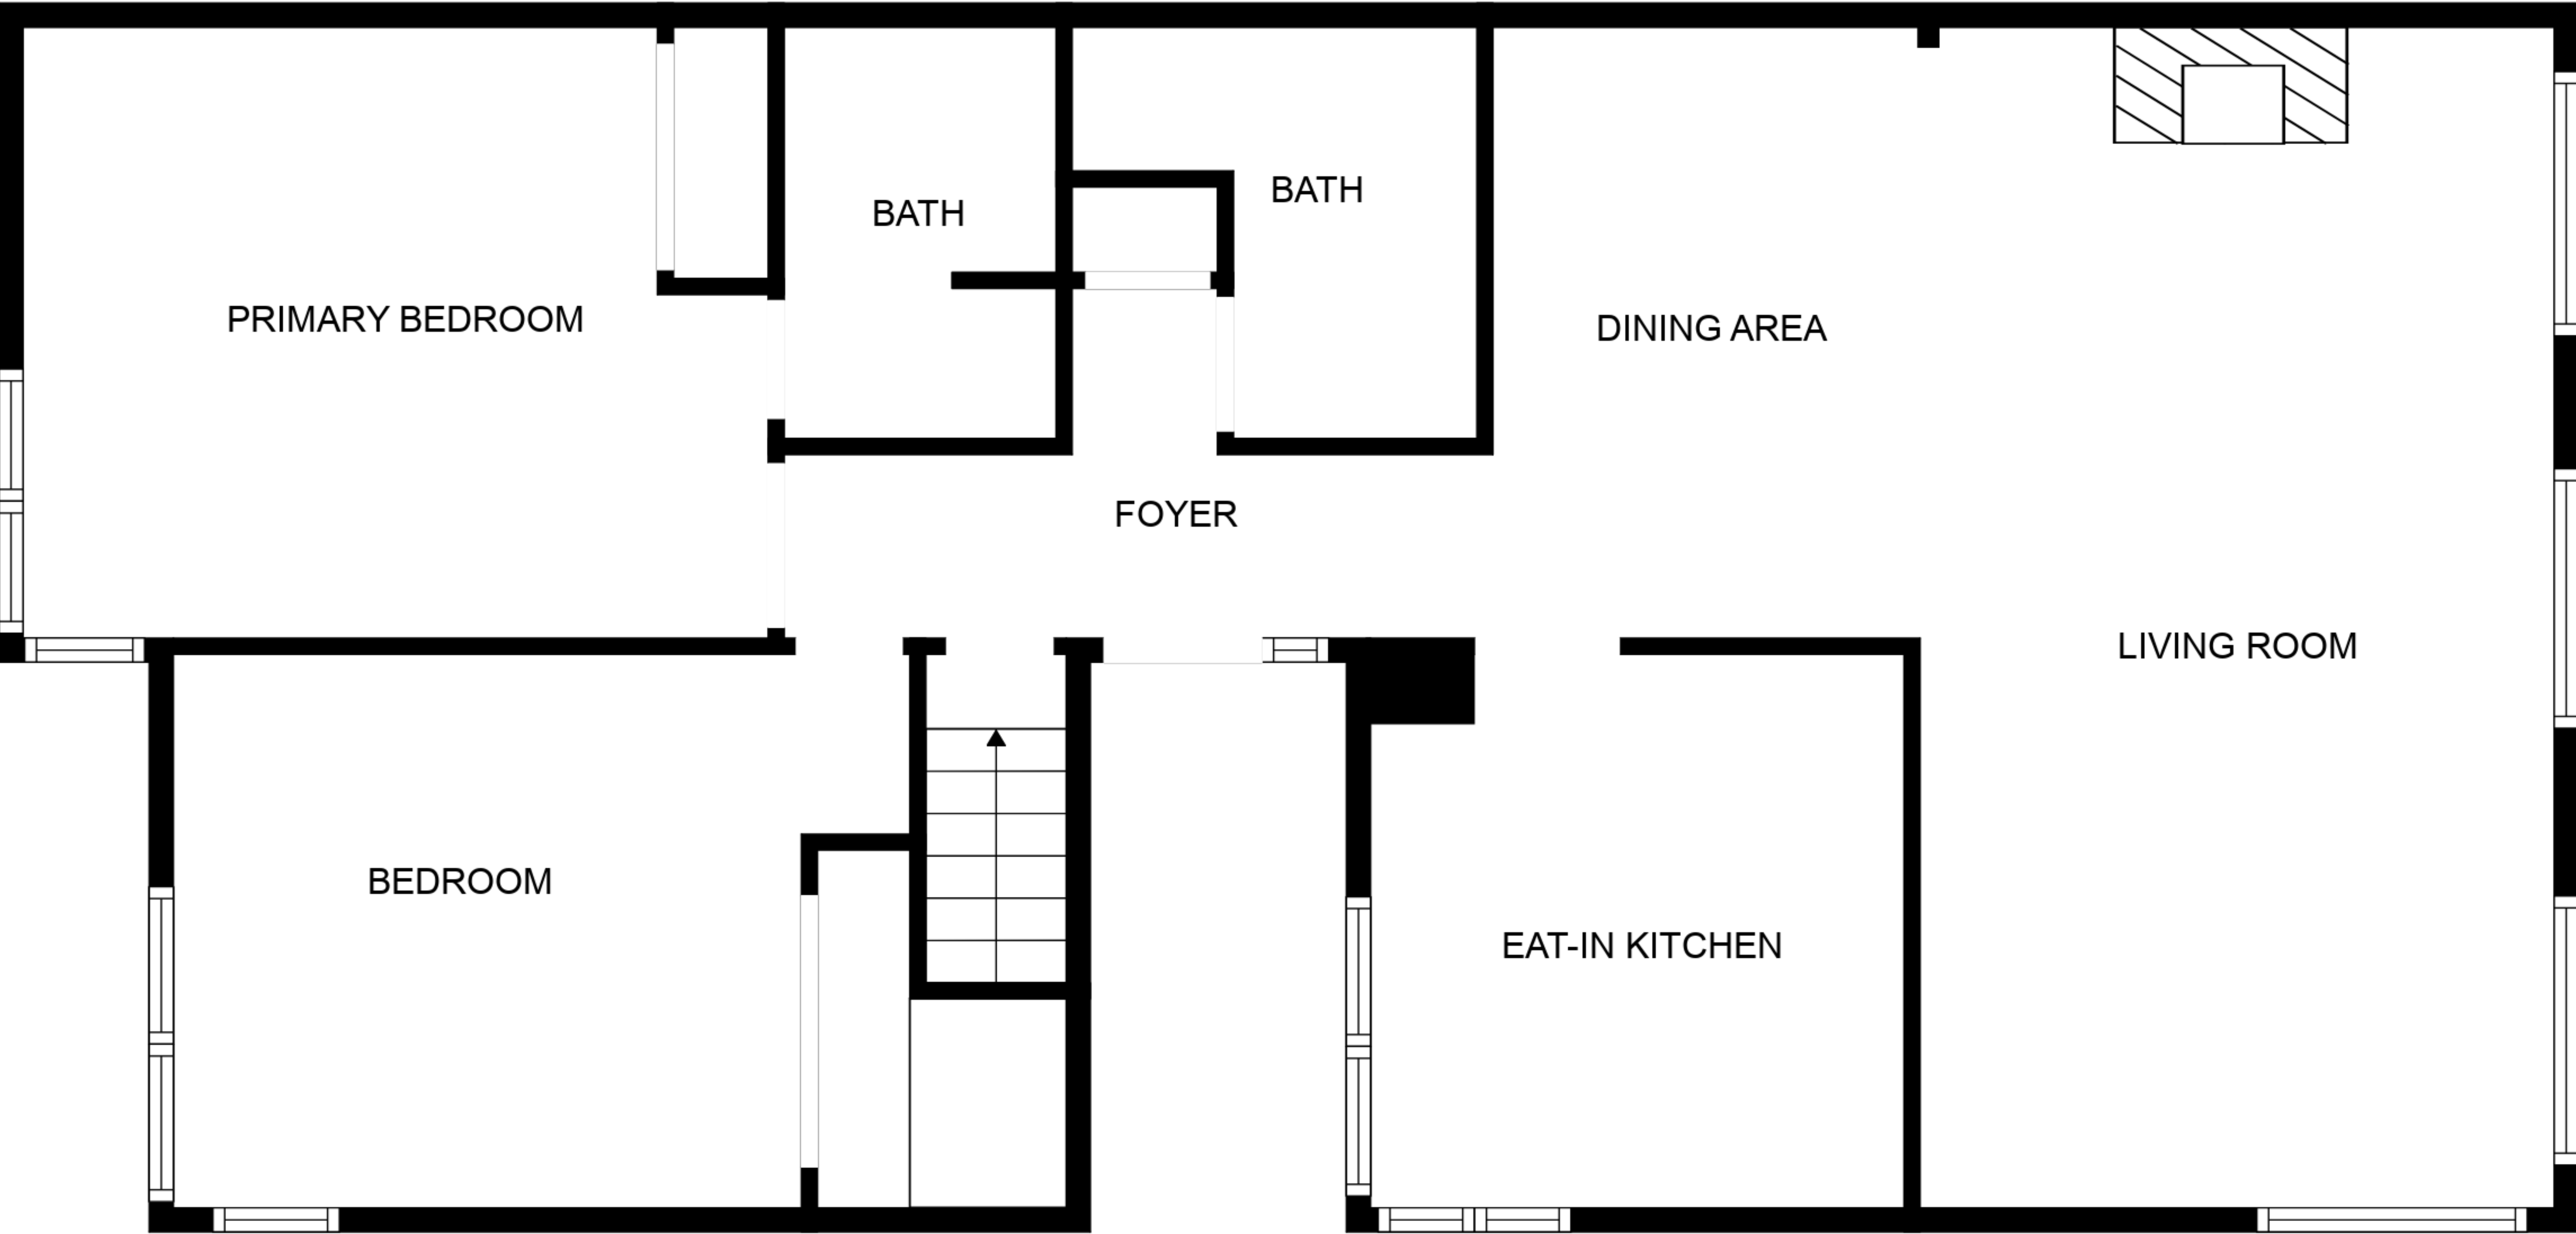 BATH
BATH
PRIMARY BEDROOM
DINING AREA
FOYER
LIVING ROOM
BEDROOM
EAT-IN KITCHEN